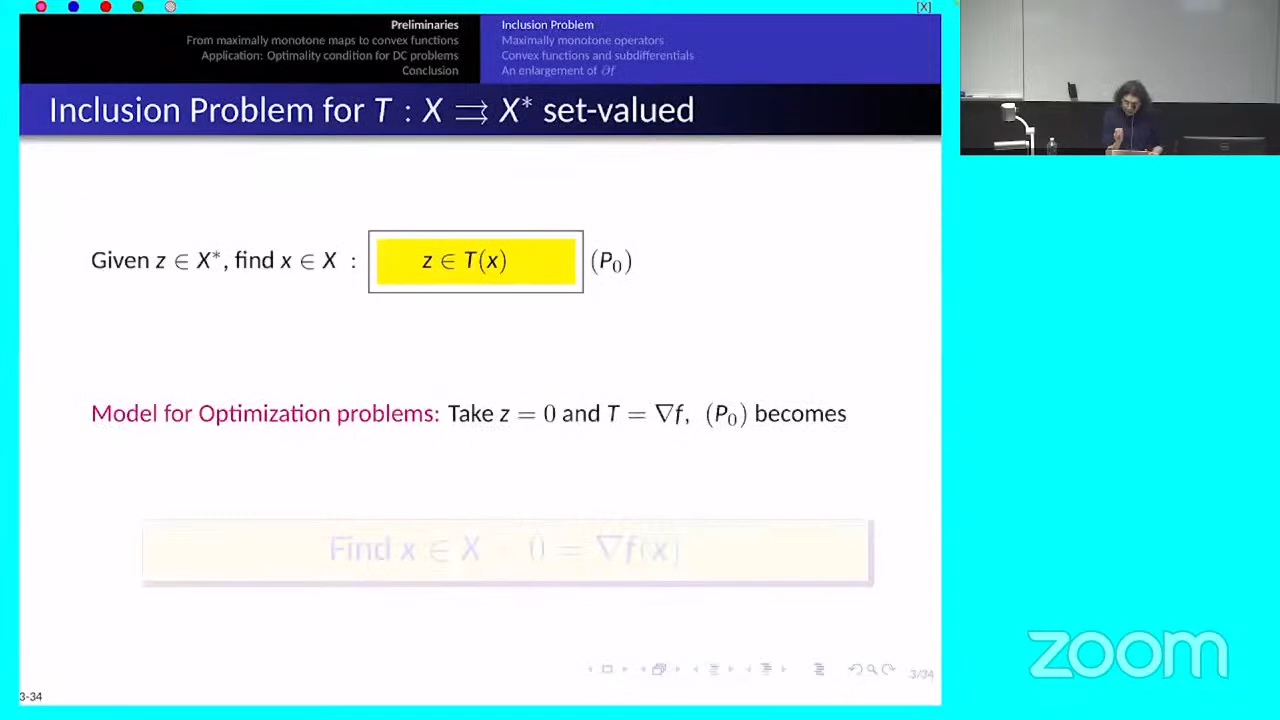 [X]
Preliminaries
From maximally monotone maps to convex functions
Application: Optimality condition for DC problems
Conclusion
Inclusion Problem
Maximally monotone operators
Convex functions and subdifferentials
An enlargement of ∂f
Inclusion Problem for T : X ⇉ X* set-valued
Given z ∈ X*, find x ∈ X : z ∈ T(x) (P₀)
Model for Optimization problems: Take z = 0 and T = ∇f, (P₀) becomes
Find x ∈ X : 0 = ∇f(x)
3/34
3-34
zoom